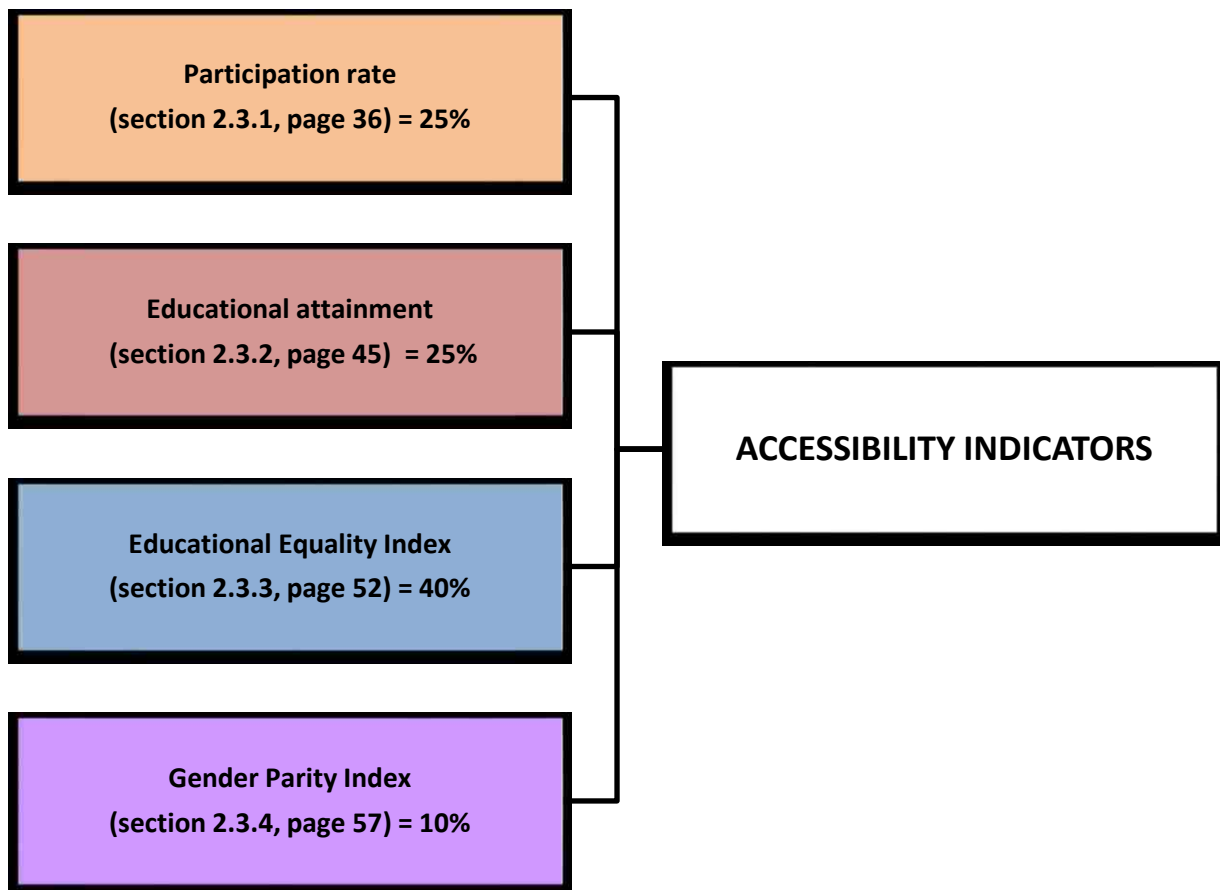 Participation rate
(section 2.3.1, page 36) = 25%
Educational attainment
(section 2.3.2, page 45)  = 25%
Educational Equality Index
(section 2.3.3, page 52) = 40%
Gender Parity Index
(section 2.3.4, page 57) = 10%
ACCESSIBILITY INDICATORS